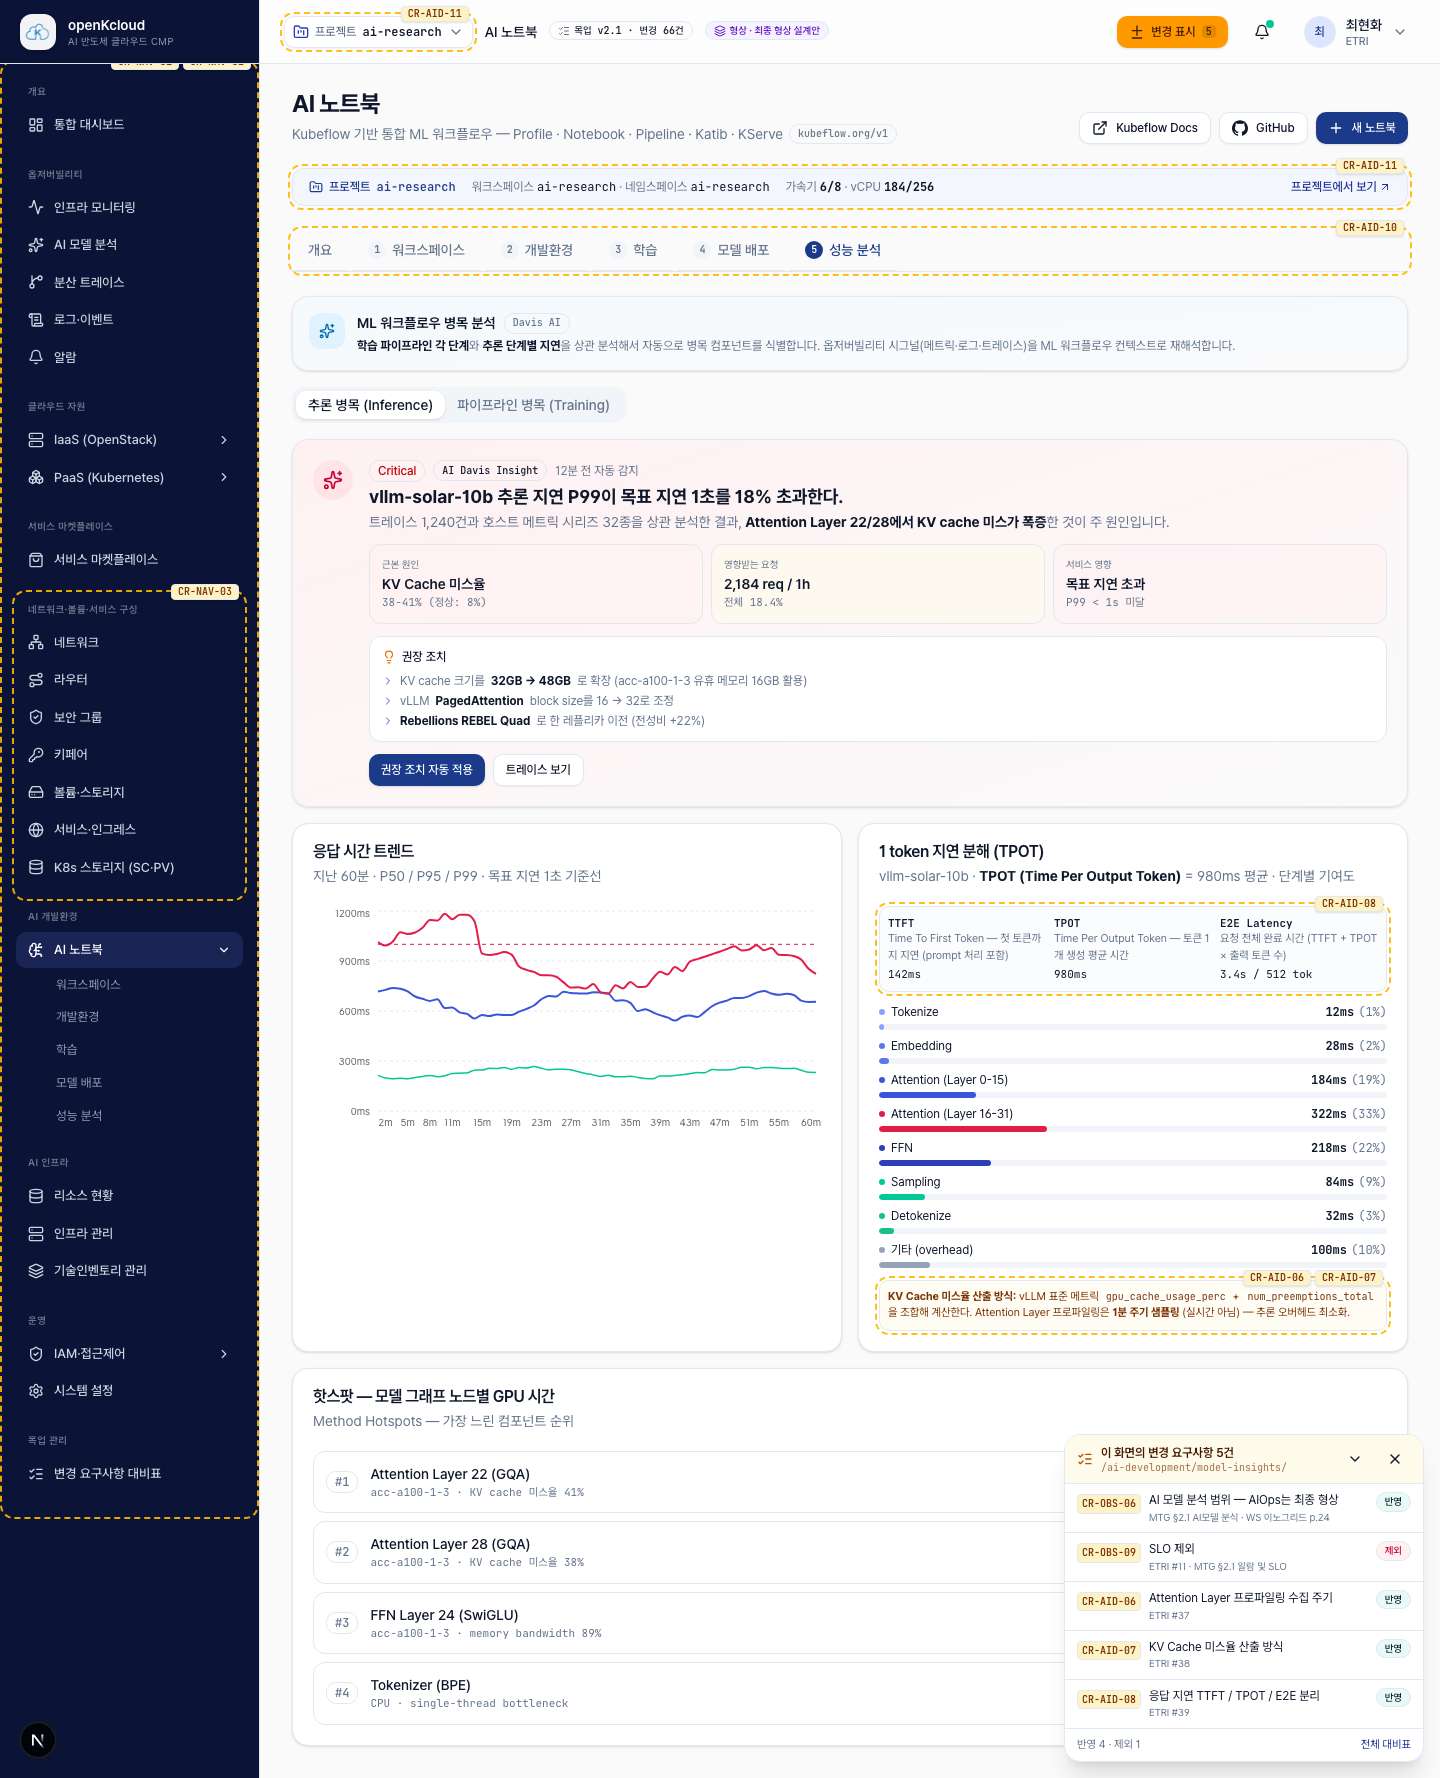 openKcloud
AI 반도체 클라우드 CMP
CR-AID-11
프로젝트 ai-research
AI 노트북
목업 v2.1 · 변경 66건
형상 · 최종 형상 설계안
변경 표시 5
최
최현화
ETRI
개요
통합 대시보드
옵저버빌리티
인프라 모니터링
AI 모델 분석
분산 트레이스
로그·이벤트
알람
클라우드 자원
IaaS (OpenStack)
PaaS (Kubernetes)
서비스 마켓플레이스
서비스 마켓플레이스
CR-NAV-03
네트워크·볼륨·서비스 구성
네트워크
라우터
보안 그룹
키페어
볼륨·스토리지
서비스·인그레스
K8s 스토리지 (SC·PV)
AI 개발환경
AI 노트북
워크스페이스
개발환경
학습
모델 배포
성능 분석
AI 인프라
리소스 현황
인프라 관리
기술인벤토리 관리
운영
IAM·접근제어
시스템 설정
목업 관리
변경 요구사항 대비표
N
AI 노트북
Kubeflow 기반 통합 ML 워크플로우 — Profile · Notebook · Pipeline · Katib · KServe kubeflow.org/v1
Kubeflow Docs
GitHub
새 노트북
CR-AID-11
프로젝트 ai-research 워크스페이스 ai-research · 네임스페이스 ai-research 가속기 6/8 · vCPU 184/256
프로젝트에서 보기
CR-AID-10
개요 1 워크스페이스 2 개발환경 3 학습 4 모델 배포 5 성능 분석
ML 워크플로우 병목 분석 Davis AI
학습 파이프라인 각 단계와 추론 단계별 지연을 상관 분석해서 자동으로 병목 컴포넌트를 식별합니다. 옵저버빌리티 시그널(메트릭·로그·트레이스)을 ML 워크플로우 컨텍스트로 재해석합니다.
추론 병목 (Inference) 파이프라인 병목 (Training)
Critical AI Davis Insight 12분 전 자동 감지
vllm-solar-10b 추론 지연 P99이 목표 지연 1초를 18% 초과한다.
트레이스 1,240건과 호스트 메트릭 시리즈 32종을 상관 분석한 결과, Attention Layer 22/28에서 KV cache 미스가 폭증한 것이 주 원인입니다.
근본 원인
KV Cache 미스율
38-41% (정상: 8%)
영향받는 요청
2,184 req / 1h
전체 18.4%
서비스 영향
목표 지연 초과
P99 < 1s 미달
권장 조치
KV cache 크기를 32GB → 48GB 로 확장 (acc-a100-1-3 유휴 메모리 16GB 활용)
vLLM PagedAttention block size를 16 → 32로 조정
Rebellions REBEL Quad 로 한 레플리카 이전 (전성비 +22%)
권장 조치 자동 적용
트레이스 보기
응답 시간 트렌드
지난 60분 · P50 / P95 / P99 · 목표 지연 1초 기준선
1200ms
900ms
600ms
300ms
0ms
2m 5m 8m 11m 15m 19m 23m 27m 31m 35m 39m 43m 47m 51m 55m 60m
1 token 지연 분해 (TPOT)
vllm-solar-10b · TPOT (Time Per Output Token) = 980ms 평균 · 단계별 기여도
CR-AID-08
TTFT
Time To First Token — 첫 토큰까지 지연 (prompt 처리 포함)
142ms
TPOT
Time Per Output Token — 토큰 1개 생성 평균 시간
980ms
E2E Latency
요청 전체 완료 시간 (TTFT + TPOT × 출력 토큰 수)
3.4s / 512 tok
Tokenize 12ms (1%)
Embedding 28ms (2%)
Attention (Layer 0-15) 184ms (19%)
Attention (Layer 16-31) 322ms (33%)
FFN 218ms (22%)
Sampling 84ms (9%)
Detokenize 32ms (3%)
기타 (overhead) 100ms (10%)
CR-AID-06 CR-AID-07
KV Cache 미스율 산출 방식: vLLM 표준 메트릭 gpu_cache_usage_perc + num_preemptions_total
을 조합해 계산한다. Attention Layer 프로파일링은 1분 주기 샘플링 (실시간 아님) — 추론 오버헤드 최소화.
핫스팟 — 모델 그래프 노드별 GPU 시간
Method Hotspots — 가장 느린 컴포넌트 순위
#1 Attention Layer 22 (GQA)
acc-a100-1-3 · KV cache 미스율 41%
#2 Attention Layer 28 (GQA)
acc-a100-1-3 · KV cache 미스율 38%
#3 FFN Layer 24 (SwiGLU)
acc-a100-1-3 · memory bandwidth 89%
#4 Tokenizer (BPE)
CPU · single-thread bottleneck
이 화면의 변경 요구사항 5건
/ai-development/model-insights/
CR-OBS-06 AI 모델 분석 범위 — AIOps는 최종 형상 반영
MTG §2.1 AI모델 분석 · WS 이노그리드 p.24
CR-OBS-09 SLO 제외 제외
ETRI #11 · MTG §2.1 알람 및 SLO
CR-AID-06 Attention Layer 프로파일링 수집 주기 반영
ETRI #37
CR-AID-07 KV Cache 미스율 산출 방식 반영
ETRI #38
CR-AID-08 응답 지연 TTFT / TPOT / E2E 분리 반영
ETRI #39
반영 4 · 제외 1
전체 대비표